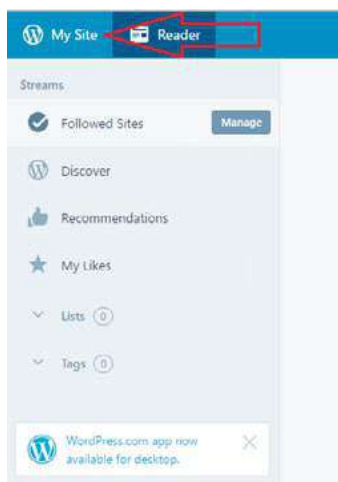 My Site Reader
Streams
Followed Sites Manage
Discover
Recommendations
My Likes
Lists 0
Tags 0
WordPress.com app now
available for desktop.